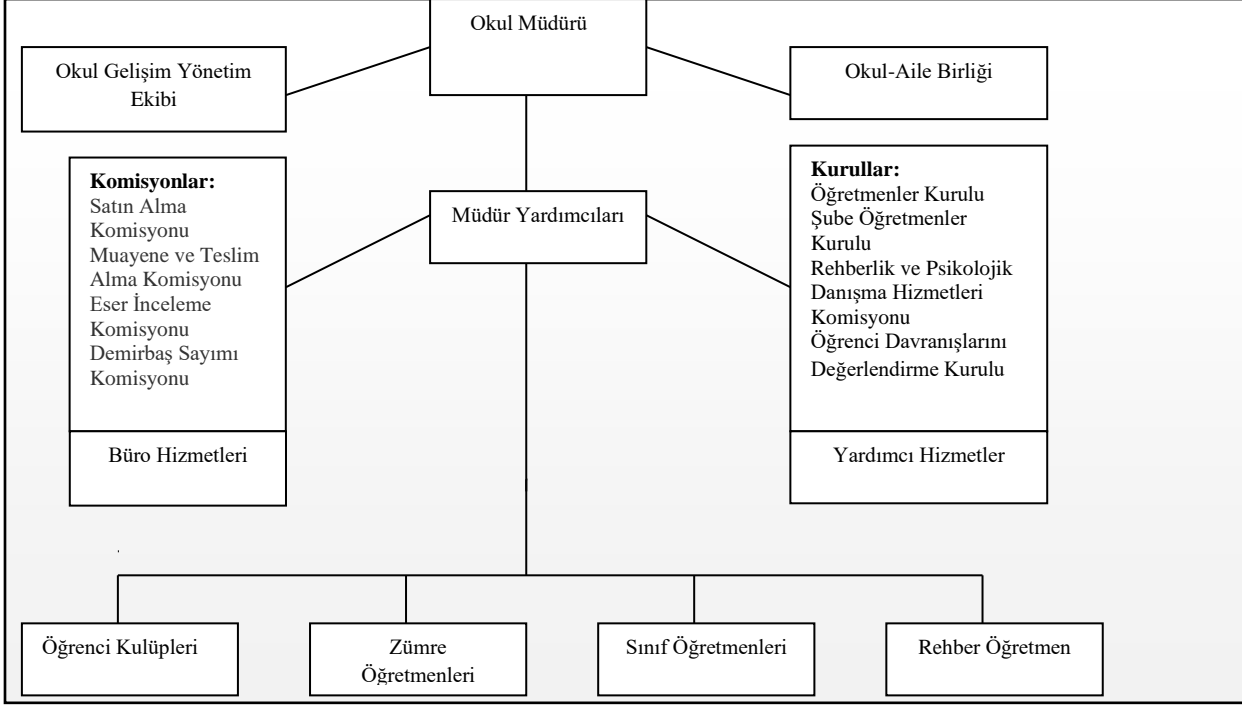 Okul Müdürü
Okul Gelişim Yönetim
Ekibi
Okul-Aile Birliği
Komisyonlar:
Satın Alma
Komisyonu
Muayene ve Teslim
Alma Komisyonu
Eser İnceleme
Komisyonu
Demirbaş Sayımı
Komisyonu
Müdür Yardımcıları
Kurullar:
Öğretmenler Kurulu
Şube Öğretmenler
Kurulu
Rehberlik ve Psikolojik
Danışma Hizmetleri
Komisyonu
Öğrenci Davranışlarını
Değerlendirme Kurulu
Büro Hizmetleri
Yardımcı Hizmetler
Öğrenci Kulüpleri
Zümre
Öğretmenleri
Sınıf Öğretmenleri
Rehber Öğretmen